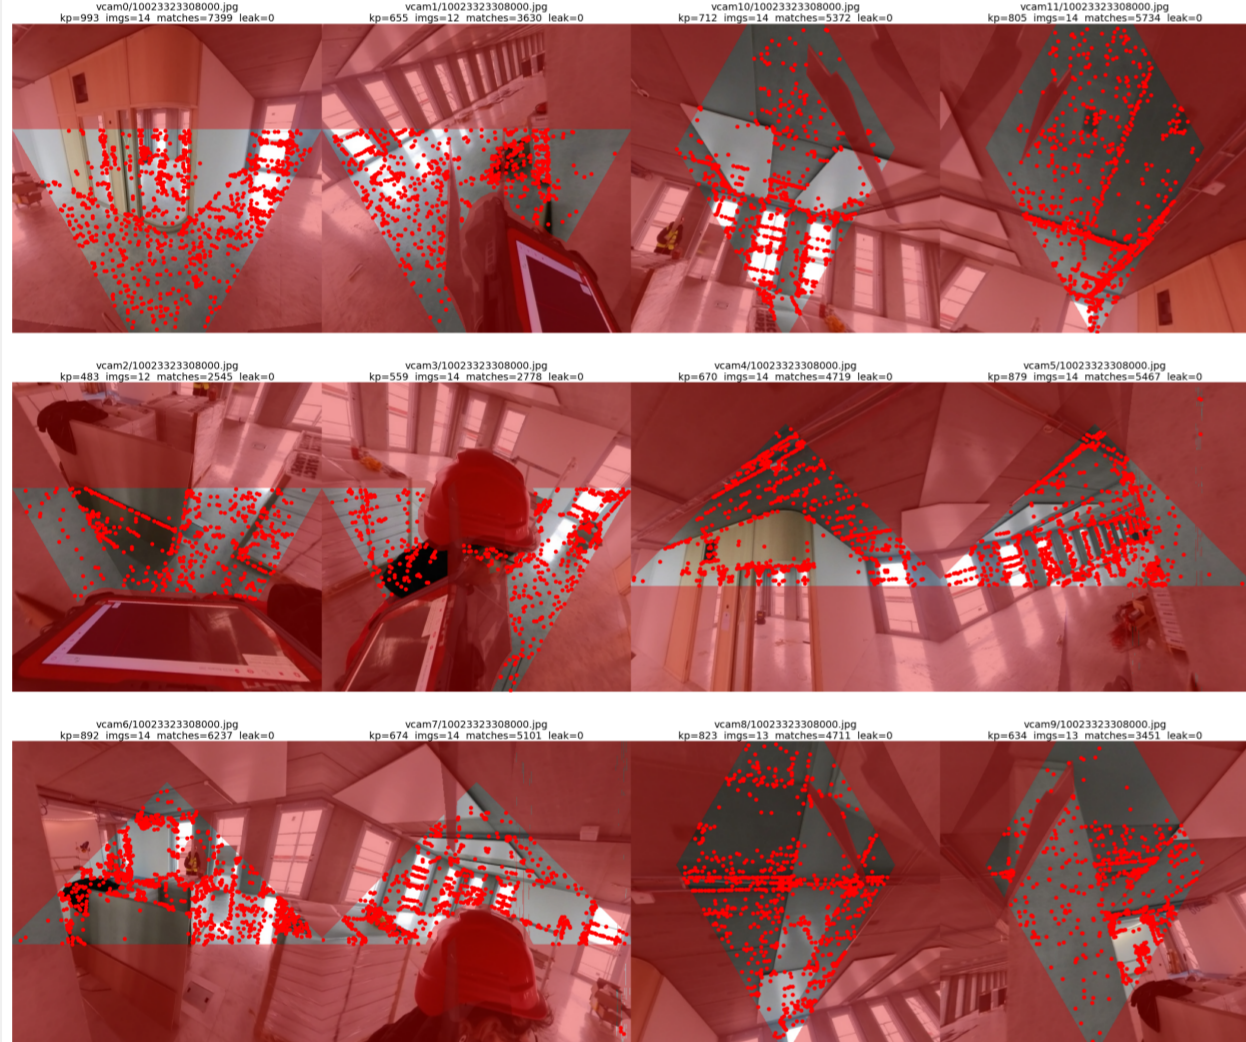 vcam0/10023323308000.jpg
kp=993  imgs=14  matches=7399  leak=0
vcam1/10023323308000.jpg
kp=655  imgs=12  matches=3630  leak=0
vcam10/10023323308000.jpg
kp=712  imgs=14  matches=5372  leak=0
vcam11/10023323308000.jpg
kp=805  imgs=14  matches=5734  leak=0
vcam2/10023323308000.jpg
kp=483  imgs=12  matches=2545  leak=0
vcam3/10023323308000.jpg
kp=559  imgs=14  matches=2778  leak=0
vcam4/10023323308000.jpg
kp=670  imgs=14  matches=4719  leak=0
vcam5/10023323308000.jpg
kp=879  imgs=14  matches=5467  leak=0
vcam6/10023323308000.jpg
kp=892  imgs=14  matches=6237  leak=0
vcam7/10023323308000.jpg
kp=674  imgs=14  matches=5101  leak=0
vcam8/10023323308000.jpg
kp=823  imgs=13  matches=4711  leak=0
vcam9/10023323308000.jpg
kp=634  imgs=13  matches=3451  leak=0